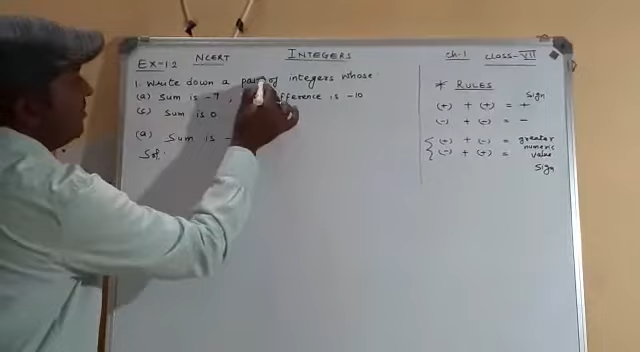 Ex-1.2 NCERT INTEGERS ch.1 class-VII
1. Write down a pair of integers whose:
(a) Sum is -7, difference is -10
(c) Sum is 0
(a) Sum is -
Sol.
* RULES
Sign
(+) + (+) = +
(-) + (-) = -
(+) + (-) = greater
(-) + (+) = numeric
value
sign